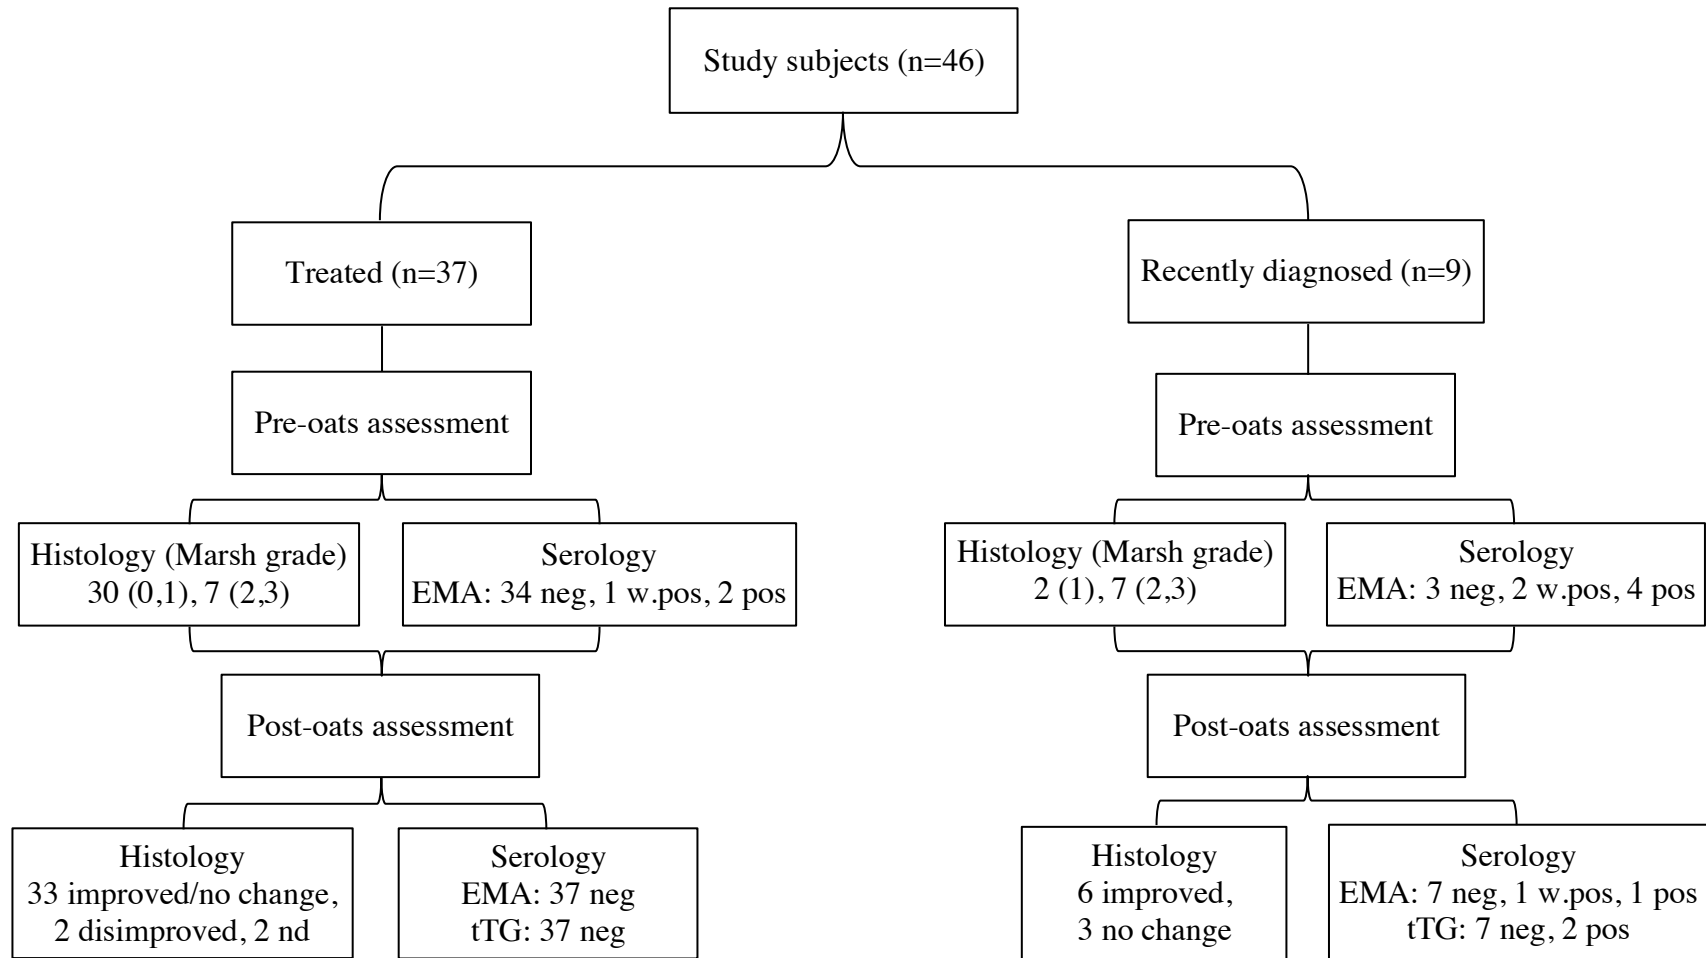 Study subjects (n=46)
Treated (n=37)
Recently diagnosed (n=9)
Pre-oats assessment
Pre-oats assessment
Histology (Marsh grade)
30 (0,1), 7 (2,3)
Serology
EMA: 34 neg, 1 w.pos, 2 pos
Histology (Marsh grade)
2 (1), 7 (2,3)
Serology
EMA: 3 neg, 2 w.pos, 4 pos
Post-oats assessment
Post-oats assessment
Histology
33 improved/no change,
2 disimproved, 2 nd
Serology
EMA: 37 neg
tTG: 37 neg
Histology
6 improved,
3 no change
Serology
EMA: 7 neg, 1 w.pos, 1 pos
tTG: 7 neg, 2 pos